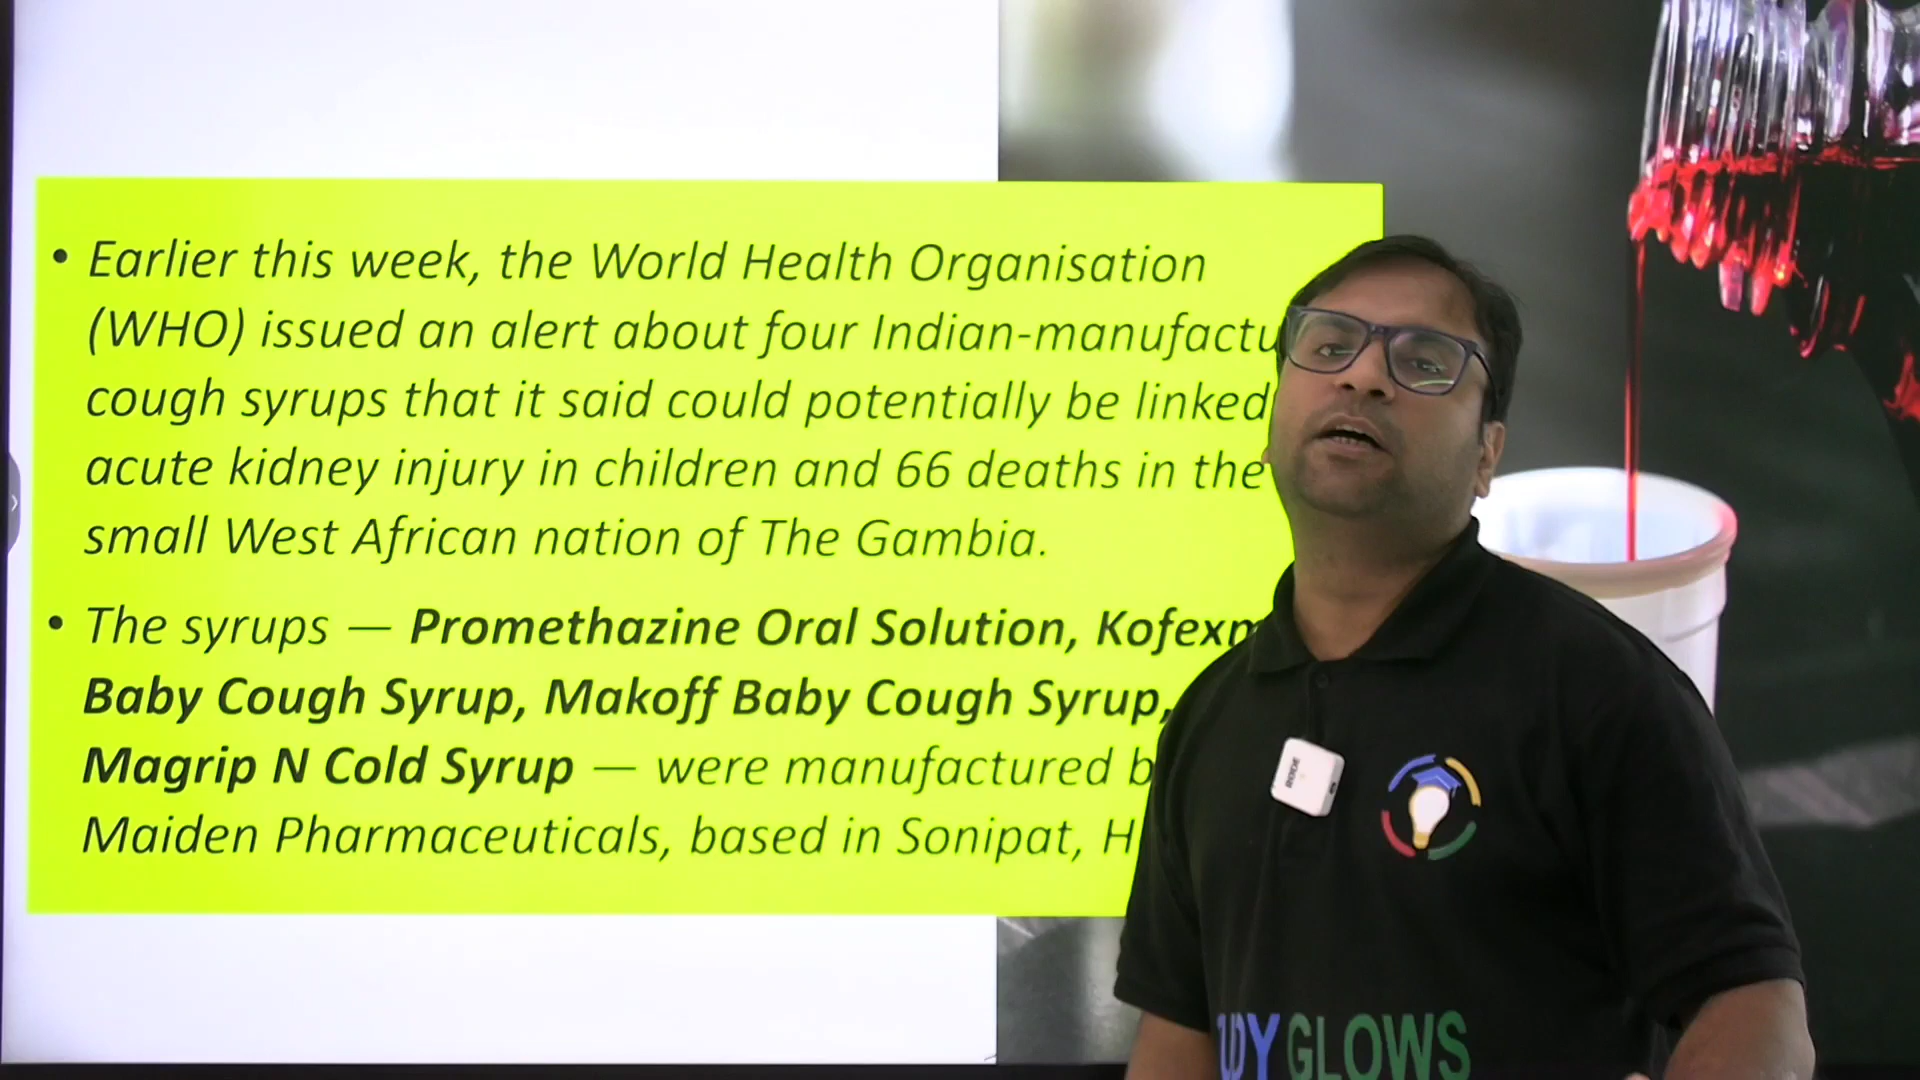 • Earlier this week, the World Health Organisation
(WHO) issued an alert about four Indian-manufactu
cough syrups that it said could potentially be linked
acute kidney injury in children and 66 deaths in the
small West African nation of The Gambia.
• The syrups — Promethazine Oral Solution, Kofexm
Baby Cough Syrup, Makoff Baby Cough Syrup,
Magrip N Cold Syrup — were manufactured b
Maiden Pharmaceuticals, based in Sonipat, H
RØDE
UDY GLOWS